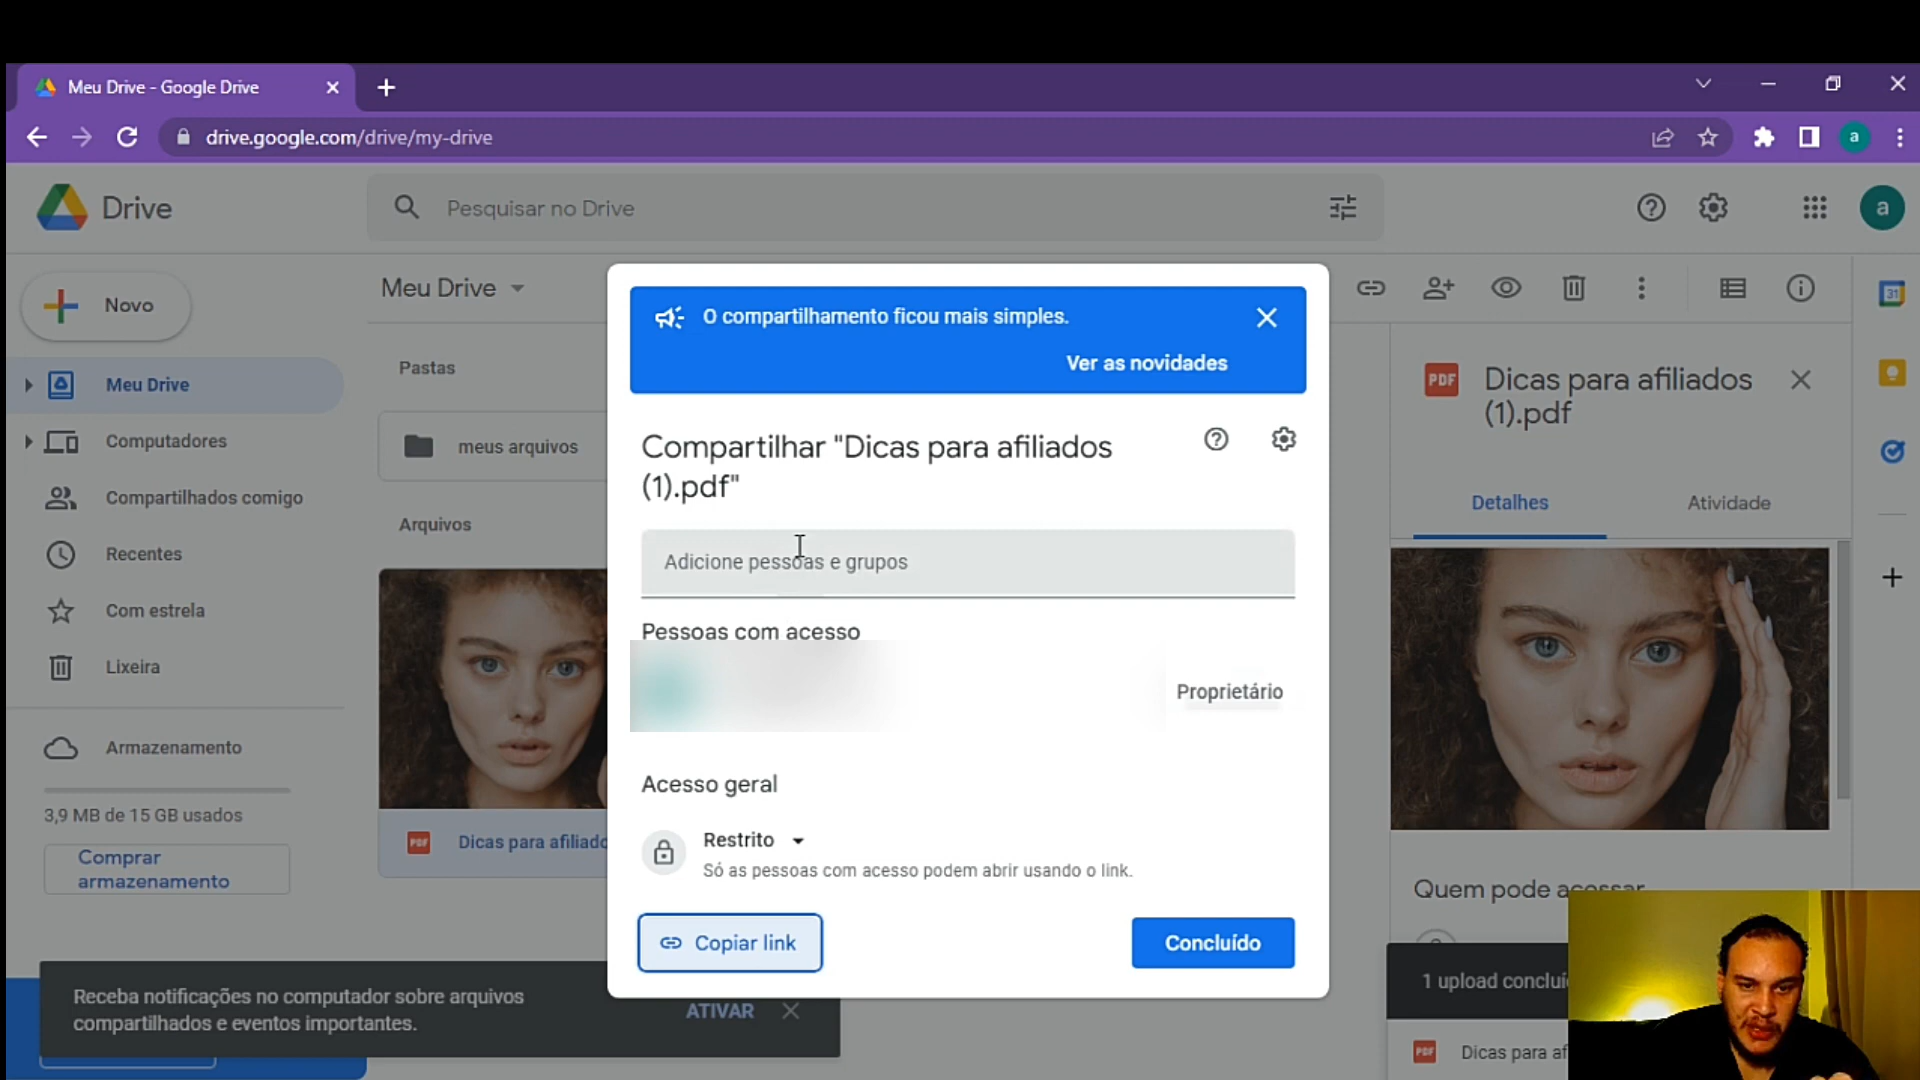 Meu Drive - Google Drive
drive.google.com/drive/my-drive
a
Drive
Pesquisar no Drive
a
Novo
Meu Drive
31
Meu Drive
Computadores
Compartilhados comigo
Recentes
Com estrela
Lixeira
Armazenamento
3,9 MB de 15 GB usados
Comprar
armazenamento
Pastas
meus arquivos
Arquivos
PDF
Dicas para afiliado
O compartilhamento ficou mais simples.
Ver as novidades
Compartilhar "Dicas para afiliados
(1).pdf"
Adicione pessoas e grupos
Pessoas com acesso
Proprietário
Acesso geral
Restrito
Só as pessoas com acesso podem abrir usando o link.
Copiar link
Concluído
PDF
Dicas para afiliados
(1).pdf
Detalhes
Atividade
Quem pode acessar
Receba notificações no computador sobre arquivos
compartilhados e eventos importantes.
ATIVAR
1 upload concluí
PDF
Dicas para af